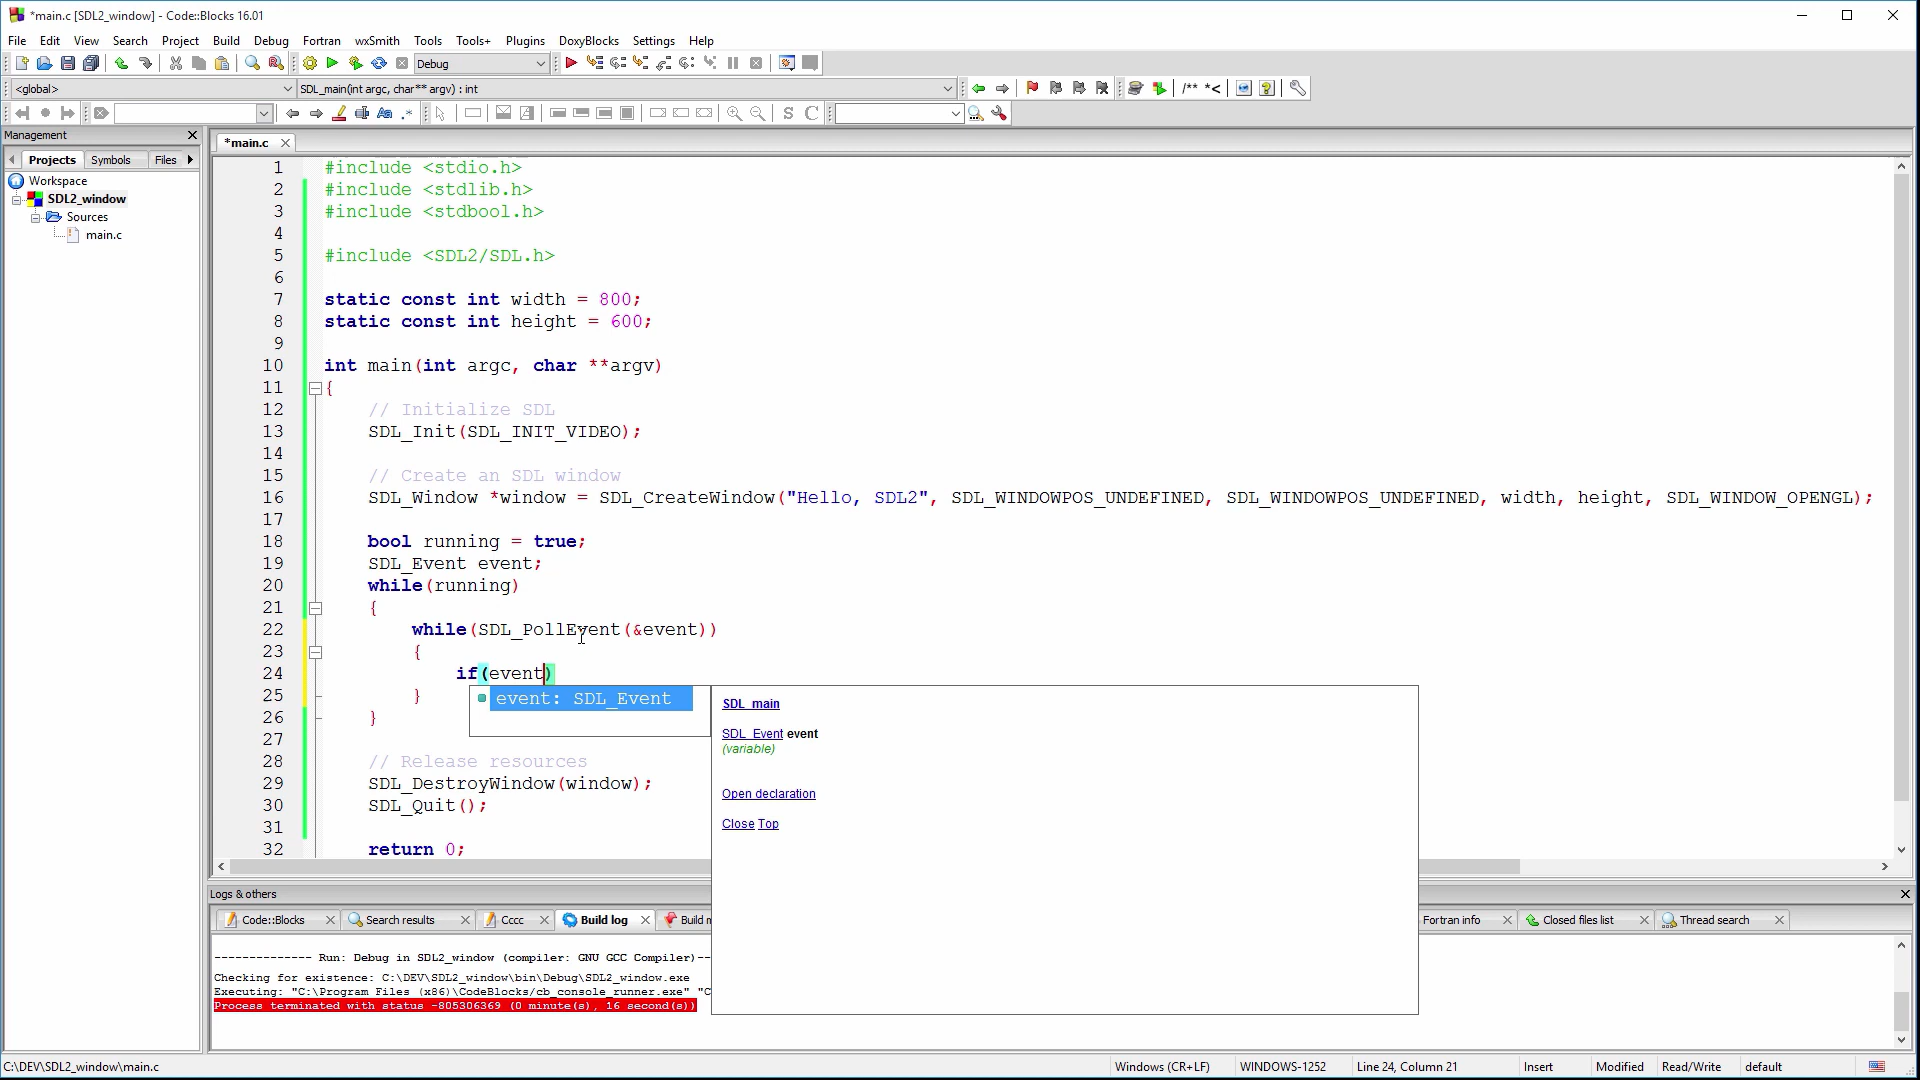 *main.c [SDL2_window] - Code::Blocks 16.01
File Edit View Search Project Build Debug Fortran wxSmith Tools Tools+ Plugins DoxyBlocks Settings Help
Debug
<global> SDL_main(int argc, char** argv) : int
/** *<
Aa .* S C
Management
*main.c
Projects Symbols Files
Workspace
SDL2_window
Sources
main.c
1 #include <stdio.h>
2 #include <stdlib.h>
3 #include <stdbool.h>
4
5 #include <SDL2/SDL.h>
6
7 static const int width = 800;
8 static const int height = 600;
9
10 int main(int argc, char **argv)
11 {
12 // Initialize SDL
13 SDL_Init(SDL_INIT_VIDEO);
14
15 // Create an SDL window
16 SDL_Window *window = SDL_CreateWindow("Hello, SDL2", SDL_WINDOWPOS_UNDEFINED, SDL_WINDOWPOS_UNDEFINED, width, height, SDL_WINDOW_OPENGL);
17
18 bool running = true;
19 SDL_Event event;
20 while(running)
21 {
22 while(SDL_PollEvent(&event))
23 {
24 if(event)
25 }
26 }
27
28 // Release resources
29 SDL_DestroyWindow(window);
30 SDL_Quit();
31
32 return 0;
event: SDL_Event
SDL_main
SDL_Event event
(variable)
Open declaration
Close Top
Logs & others
Code::Blocks Search results Cccc Build log Build m Fortran info Closed files list Thread search
-------------- Run: Debug in SDL2_window (compiler: GNU GCC Compiler)--
Checking for existence: C:\DEV\SDL2_window\bin\Debug\SDL2_window.exe
Executing: "C:\Program Files (x86)\CodeBlocks/cb_console_runner.exe" "C
Process terminated with status -805306369 (0 minute(s), 16 second(s))
C:\DEV\SDL2_window\main.c Windows (CR+LF) WINDOWS-1252 Line 24, Column 21 Insert Modified Read/Write default